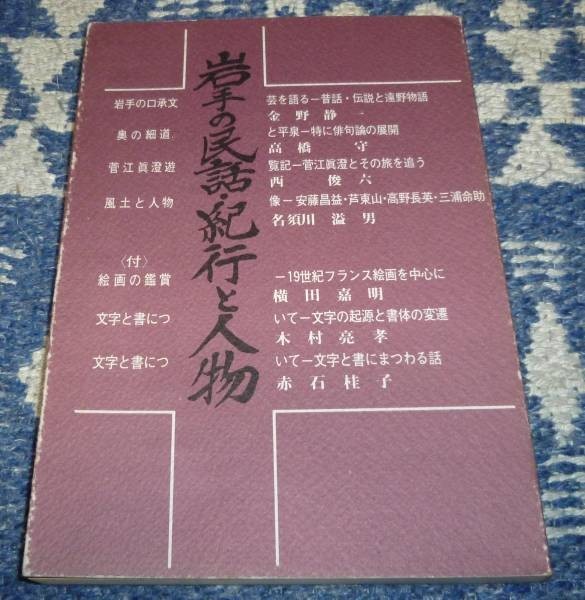 岩手の民話・紀行と人物
岩手の口承文芸を語る－昔話・伝説と遠野物語
金野静一
奥の細道と平泉－特に俳句論の展開
高橋守
菅江眞澄遊覧記－菅江眞澄とその旅を追う
西俊六
風土と人物像－安藤昌益・芦東山・高野長英・三浦命助
名須川溢男
〈付〉
絵画の鑑賞－19世紀フランス絵画を中心に
横田嘉明
文字と書について－文字の起源と書体の変遷
木村亮孝
文字と書について－文字と書にまつわる話
赤石桂子